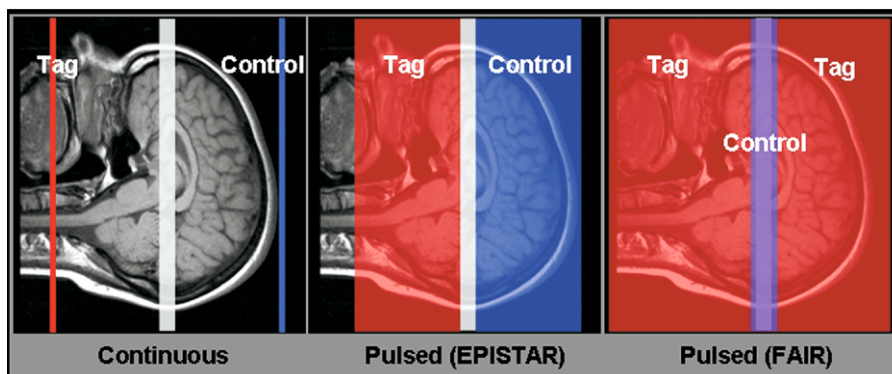 Tag
Control
Tag
Control
Tag
Tag
Control
Continuous
Pulsed (EPISTAR)
Pulsed (FAIR)